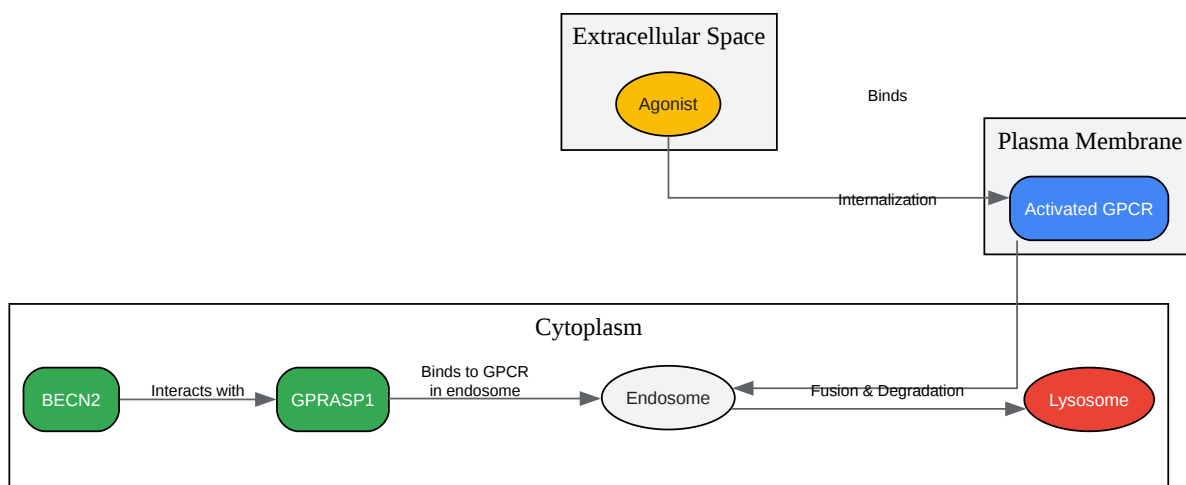 Extracellular Space
Agonist
Binds
Plasma Membrane
Internalization
Activated GPCR
Cytoplasm
BECN2
Interacts with
GPRASP1
Binds to GPCR
in endosome
Endosome
Fusion & Degradation
Lysosome